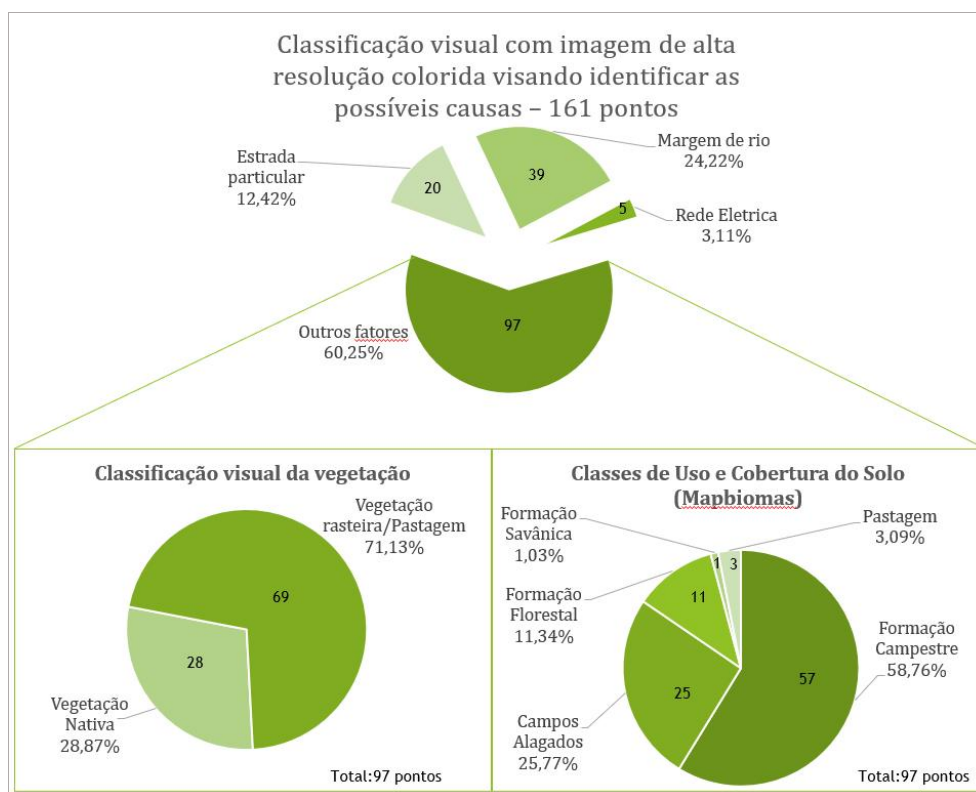 Classificação visual com imagem de alta
resolução colorida visando identificar as
possíveis causas – 161 pontos
Estrada
particular
12,42%
20
39
Margem de rio
24,22%
5
Rede Eletrica
3,11%
97
Outros fatores
60,25%
Classificação visual da vegetação
Vegetação
rasteira/Pastagem
71,13%
69
28
Vegetação
Nativa
28,87%
Total:97 pontos
Classes de Uso e Cobertura do Solo
(Mapbiomas)
Formação
Savânica
1,03%
Pastagem
3,09%
1
3
Formação
Florestal
11,34%
11
Formação
Campestre
58,76%
57
25
Campos
Alagados
25,77%
Total:97 pontos